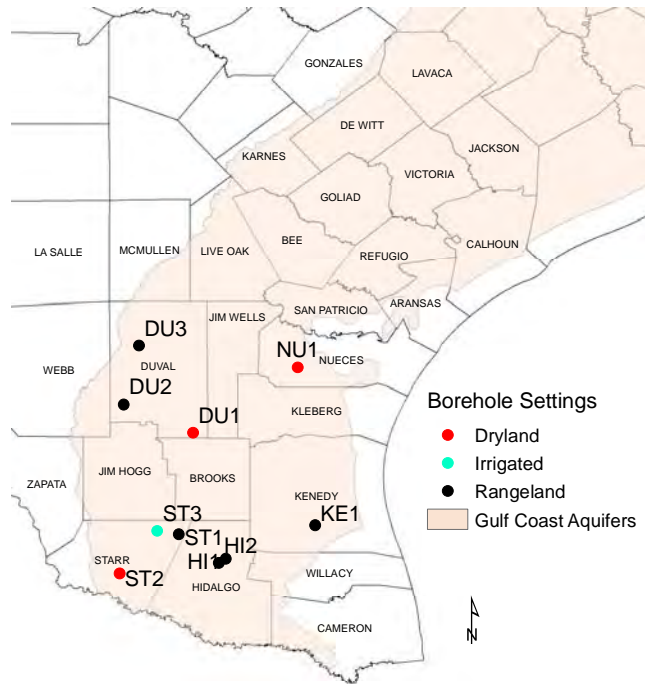 GONZALES
LAVACA
DE WITT
KARNES
JACKSON
VICTORIA
GOLIAD
BEE
LA SALLE
MCMULLEN
LIVE OAK
REFUGIO
CALHOUN
ARANSAS
SAN PATRICIO
JIM WELLS
DU3
NU1
NUECES
DUVAL
WEBB
DU2
DU1
KLEBERG
Borehole Settings
Dryland
Irrigated
Rangeland
Gulf Coast Aquifers
JIM HOGG
BROOKS
ZAPATA
KENEDY
ST3
KE1
ST1
HI2
HI1
STARR
ST2
HIDALGO
WILLACY
CAMERON
N